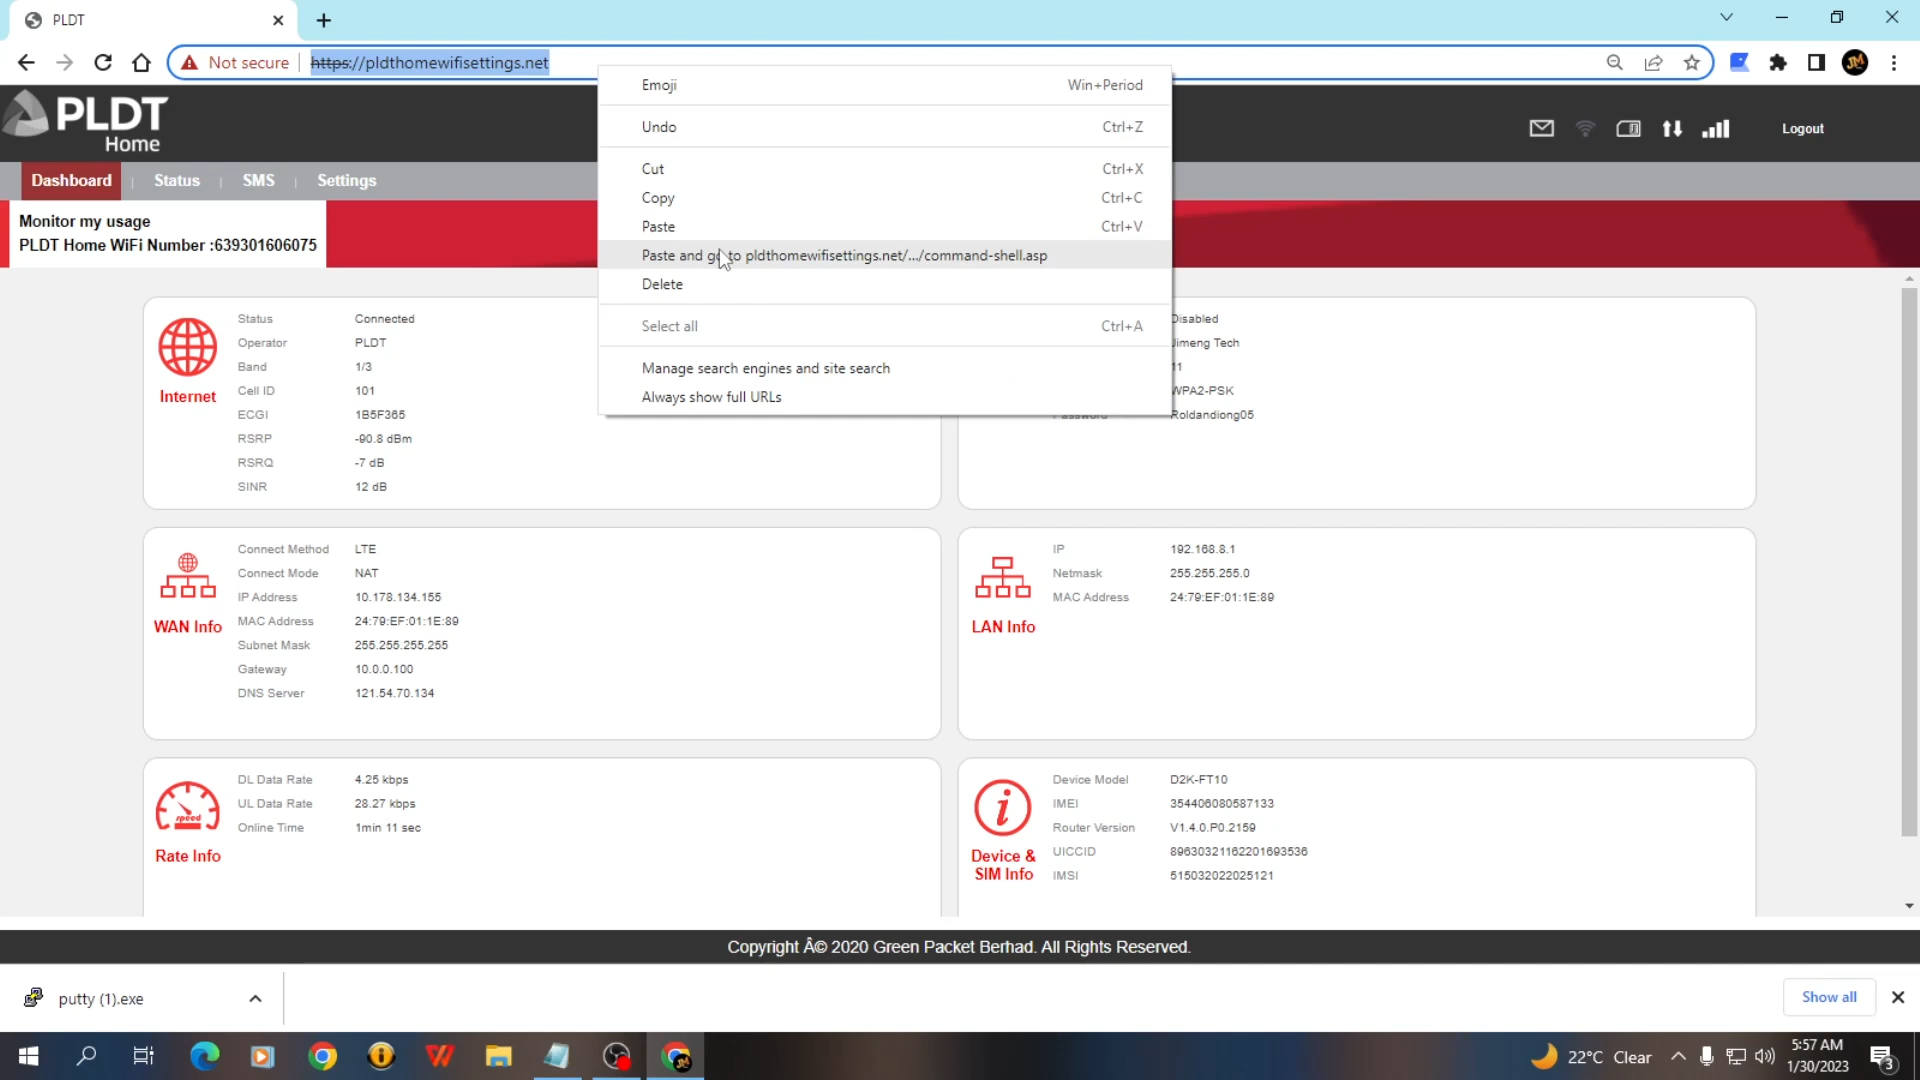 PLDT
Not secure
https://pldthomewifisettings.net
PLDT
Home
Logout
Dashboard | Status | SMS | Settings
Monitor my usage
PLDT Home WiFi Number :639301606075
Emoji Win+Period
Undo Ctrl+Z
Cut Ctrl+X
Copy Ctrl+C
Paste Ctrl+V
Paste and go to pldthomewifisettings.net/.../command-shell.asp
Delete
Select all Ctrl+A
Manage search engines and site search
Always show full URLs
Internet
Status Connected
Operator PLDT
Band 1/3
Cell ID 101
ECGI 1B5F365
RSRP -90.8 dBm
RSRQ -7 dB
SINR 12 dB
Disabled
Jimeng Tech
11
WPA2-PSK
Password Roldandiong05
WAN Info
Connect Method LTE
Connect Mode NAT
IP Address 10.178.134.155
MAC Address 24:79:EF:01:1E:89
Subnet Mask 255.255.255.255
Gateway 10.0.0.100
DNS Server 121.54.70.134
LAN Info
IP 192.168.8.1
Netmask 255.255.255.0
MAC Address 24:79:EF:01:1E:89
speed
Rate Info
DL Data Rate 4.25 kbps
UL Data Rate 28.27 kbps
Online Time 1min 11 sec
Device &
SIM Info
Device Model D2K-FT10
IMEI 354406080587133
Router Version V1.4.0.P0.2159
UICCID 89630321162201693536
IMSI 515032022025121
Copyright Â© 2020 Green Packet Berhad. All Rights Reserved.
putty (1).exe
Show all
22°C Clear
5:57 AM
1/30/2023
3